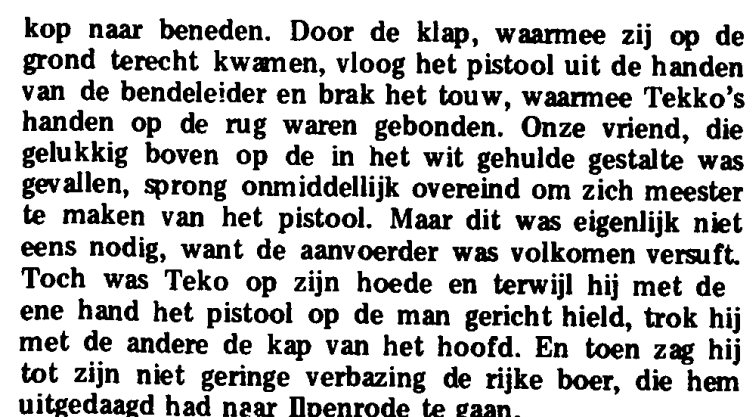 kop naar beneden. Door de klap, waarmee zij op de
grond terecht kwamen, vloog het pistool uit de handen
van de bendeleider en brak het touw, waarmee Tekko's
handen op de rug waren gebonden. Onze vriend, die
gelukkig boven op de in het wit gehulde gestalte was
gevallen, sprong onmiddellijk overeind om zich meester
te maken van het pistool. Maar dit was eigenlijk niet
eens nodig, want de aanvoerder was volkomen versuft.
Toch was Teko op zijn hoede en terwijl hij met de
ene hand het pistool op de man gericht hield, trok hij
met de andere de kap van het hoofd. En toen zag hij
tot zijn niet geringe verbazing de rijke boer, die hem
uitgedaagd had naar Ilpenrode te gaan.